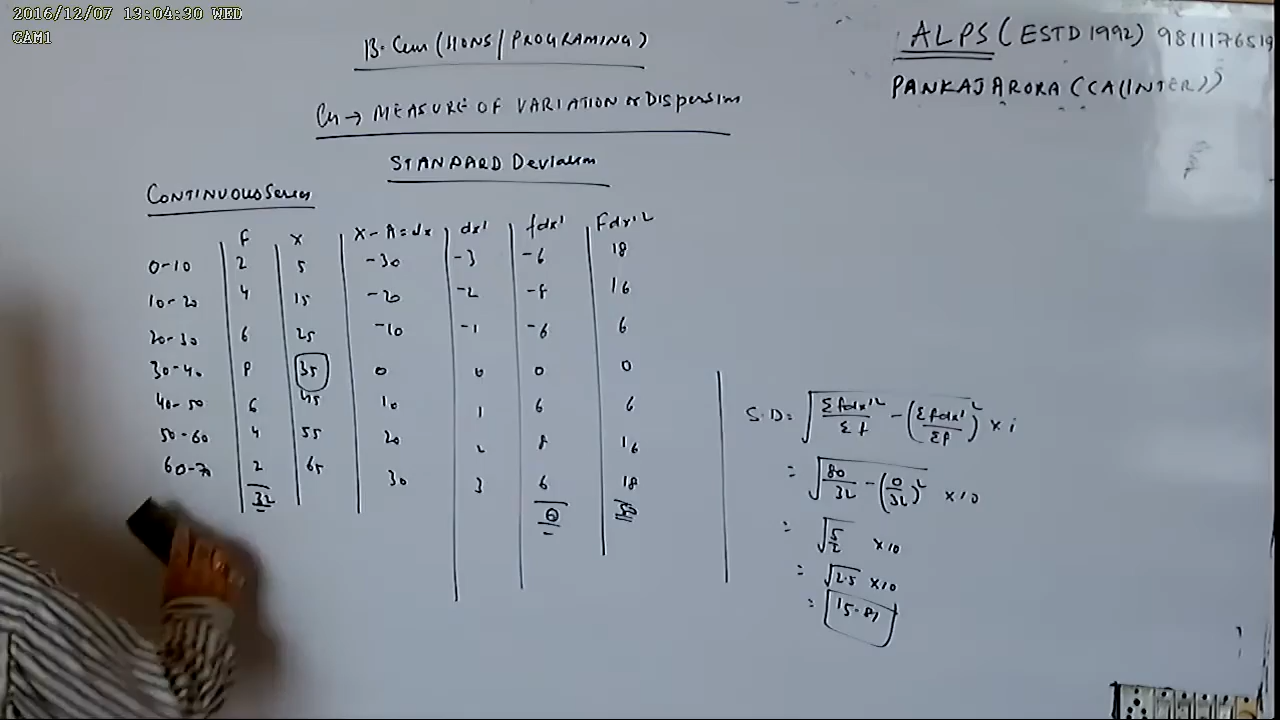 2016/12/07 13:04:30 WED
CAM1
B.Com (HONS/PROGRAMING)
ALPS (ESTD 1992) 9811176519
PANKAJ ARORA (CA(INTER))
CH → MEASURE OF VARIATION or Dispersion
STANDARD Deviation
CONTINUOUS Series
F X X-A=dx dx' fdx' Fdx'2
0-10 2 5 -30 -3 -6 18
10-20 4 15 -20 -2 -8 16
20-30 6 25 -10 -1 -6 6
30-40 8 35 0 0 0 0
40-50 6 45 10 1 6 6
50-60 4 55 20 2 8 16
60-70 2 65 30 3 6 18
32 0 80
S.D = √ Σfdx'2/Σf - (Σfdx'/Σf)2 × i
= √ 80/32 - (0/32)2 ×10
= √5/2 ×10
= √2.5 ×10
= 15.81